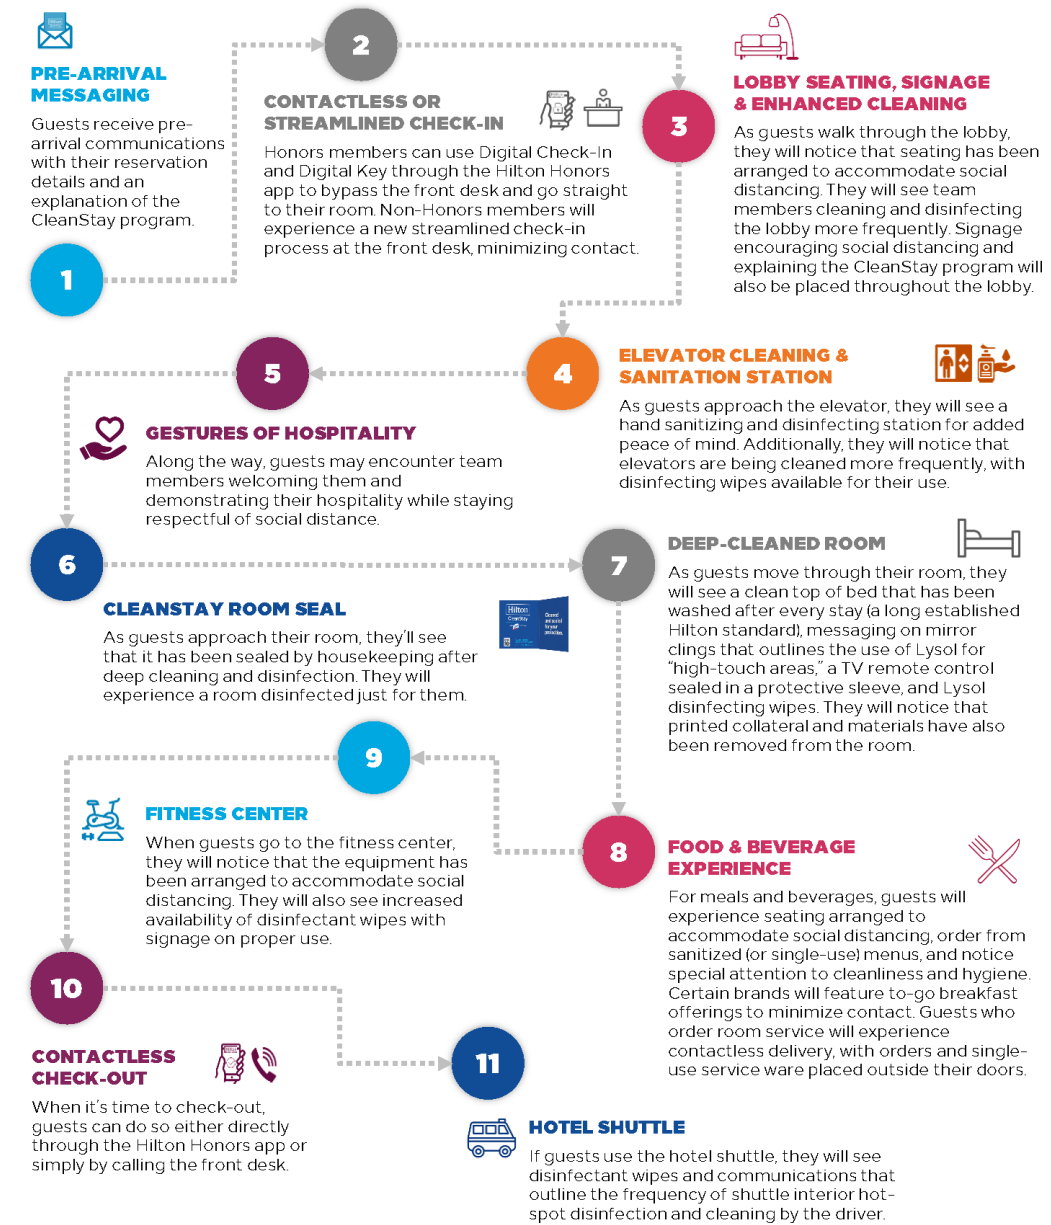 PRE-ARRIVAL
MESSAGING
Guests receive pre-
arrival communications
with their reservation
details and an
explanation of the
CleanStay program.
1
2
CONTACTLESS OR
STREAMLINED CHECK-IN
Honors members can use Digital Check-In
and Digital Key through the Hilton Honors
app to bypass the front desk and go straight
to their room. Non-Honors members will
experience a new streamlined check-in
process at the front desk, minimizing contact.
3
LOBBY SEATING, SIGNAGE
& ENHANCED CLEANING
As guests walk through the lobby,
they will notice that seating has been
arranged to accommodate social
distancing. They will see team
members cleaning and disinfecting
the lobby more frequently. Signage
encouraging social distancing and
explaining the CleanStay program will
also be placed throughout the lobby.
4
ELEVATOR CLEANING &
SANITATION STATION
As guests approach the elevator, they will see a
hand sanitizing and disinfecting station for added
peace of mind. Additionally, they will notice that
elevators are being cleaned more frequently, with
disinfecting wipes available for their use.
5
GESTURES OF HOSPITALITY
Along the way, guests may encounter team
members welcoming them and
demonstrating their hospitality while staying
respectful of social distance.
6
CLEANSTAY ROOM SEAL
As guests approach their room, they'll see
that it has been sealed by housekeeping after
deep cleaning and disinfection. They will
experience a room disinfected just for them.
Hilton
CleanStay
7
DEEP-CLEANED ROOM
As guests move through their room, they
will see a clean top of bed that has been
washed after every stay (a long established
Hilton standard), messaging on mirror
clings that outlines the use of Lysol for
"high-touch areas," a TV remote control
sealed in a protective sleeve, and Lysol
disinfecting wipes. They will notice that
printed collateral and materials have also
been removed from the room.
8
FOOD & BEVERAGE
EXPERIENCE
For meals and beverages, guests will
experience seating arranged to
accommodate social distancing, order from
sanitized (or single-use) menus, and notice
special attention to cleanliness and hygiene.
Certain brands will feature to-go breakfast
offerings to minimize contact. Guests who
order room service will experience
contactless delivery, with orders and single-
use service ware placed outside their doors.
9
FITNESS CENTER
When guests go to the fitness center,
they will notice that the equipment has
been arranged to accommodate social
distancing. They will also see increased
availability of disinfectant wipes with
signage on proper use.
10
CONTACTLESS
CHECK-OUT
When it's time to check-out,
guests can do so either directly
through the Hilton Honors app or
simply by calling the front desk.
11
HOTEL SHUTTLE
If guests use the hotel shuttle, they will see
disinfectant wipes and communications that
outline the frequency of shuttle interior hot-
spot disinfection and cleaning by the driver.